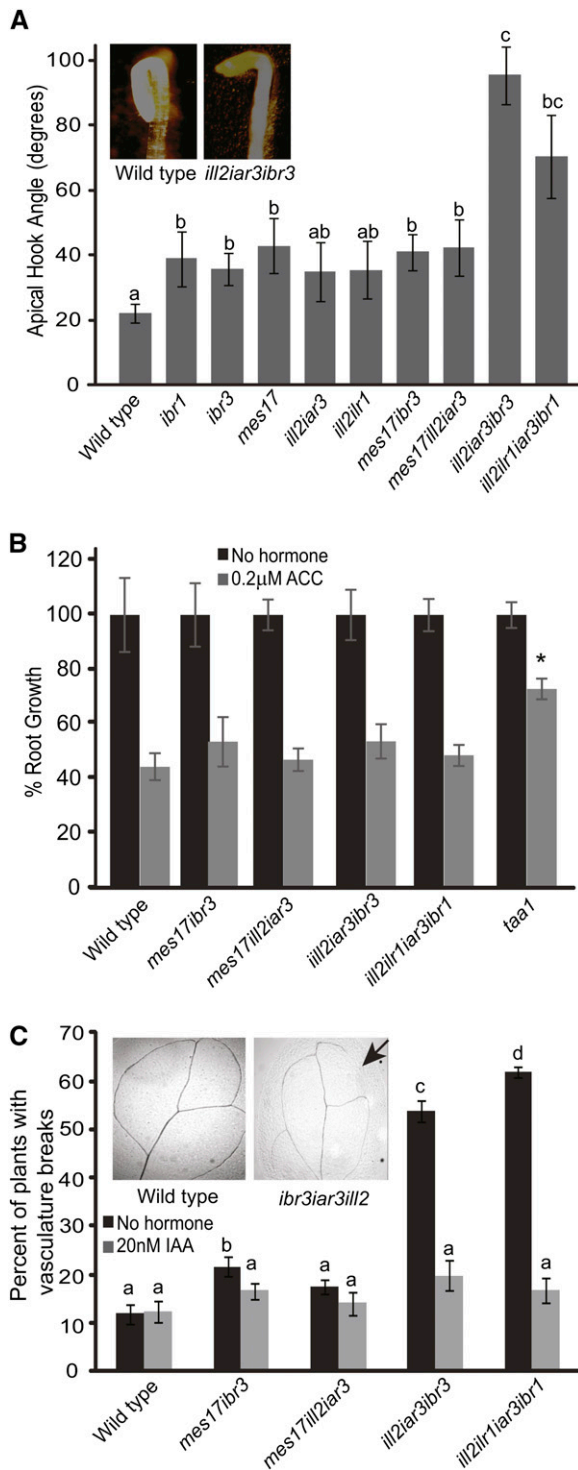 A
Apical Hook Angle (degrees)
100
80
60
40
20
0
Wild type
ill2iar3ibr3
a
b
b
b
ab
ab
b
b
c
bc
Wild type
ibr1
ibr3
mes17
ill2iar3
ill2ilr1
mes17ibr3
mes17ill2iar3
ill2iar3ibr3
ill2ilr1iar3ibr1
B
% Root Growth
120
100
80
60
40
20
0
No hormone
0.2µM ACC
*
Wild type
mes17ibr3
mes17ill2iar3
iill2iar3ibr3
ill2ilr1iar3ibr1
taa1
C
Percent of plants with
vasculature breaks
70
60
50
40
30
20
10
0
Wild type
ibr3iar3ill2
No hormone
20nM IAA
a
a
b
a
a
a
c
a
d
a
Wild type
mes17ibr3
mes17ill2iar3
ill2iar3ibr3
ill2ilr1iar3ibr1